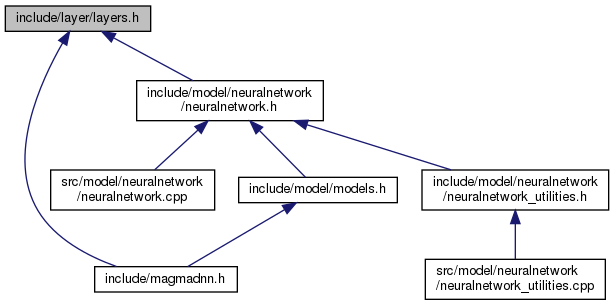 include/layer/layers.h
include/model/neuralnetwork
/neuralnetwork.h
src/model/neuralnetwork
/neuralnetwork.cpp
include/model/models.h
include/model/neuralnetwork
/neuralnetwork_utilities.h
include/magmadnn.h
src/model/neuralnetwork
/neuralnetwork_utilities.cpp